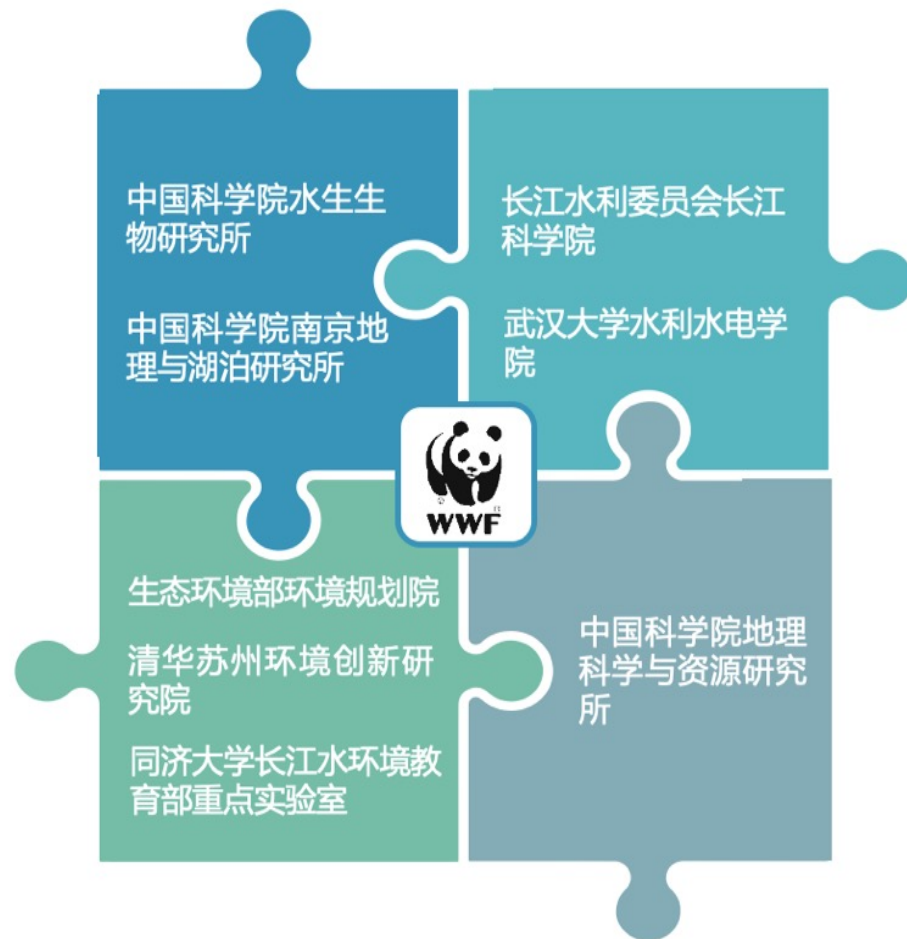 中国科学院水生生
物研究所
中国科学院南京地
理与湖泊研究所
长江水利委员会长江
科学院
武汉大学水利水电学
院
WWF
生态环境部环境规划院
清华苏州环境创新研
究院
同济大学长江水环境教
育部重点实验室
中国科学院地理
科学与资源研究
所